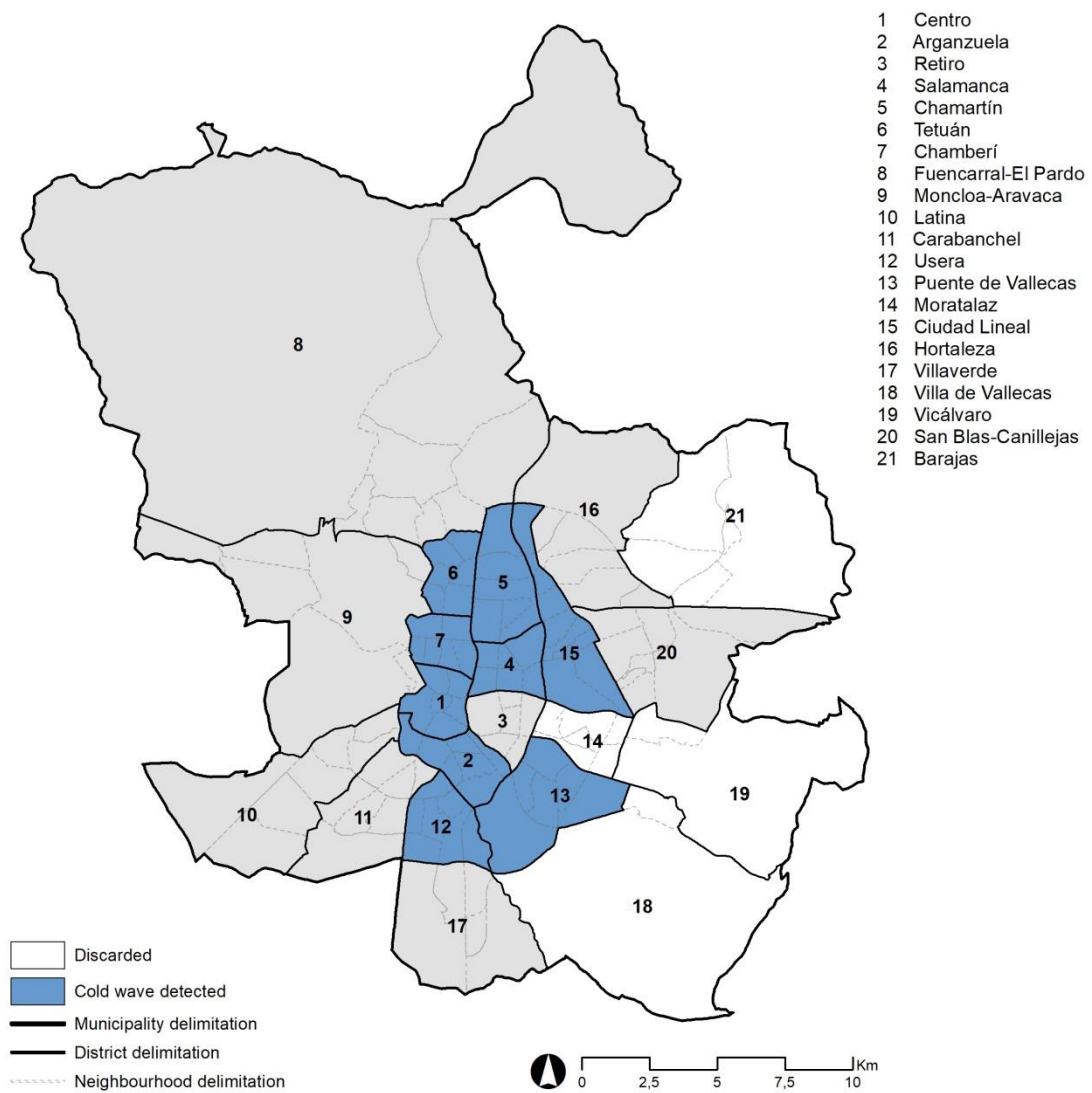 1 Centro
2 Arganzuela
3 Retiro
4 Salamanca
5 Chamartín
6 Tetuán
7 Chamberí
8 Fuencarral-El Pardo
9 Moncloa-Aravaca
10 Latina
11 Carabanchel
12 Usera
13 Puente de Vallecas
14 Moratalaz
15 Ciudad Lineal
16 Hortaleza
17 Villaverde
18 Villa de Vallecas
19 Vicálvaro
20 San Blas-Canillejas
21 Barajas
8
16
21
6
5
9
7
4
15
20
1
3
14
2
13
19
10
11
12
18
17
Discarded
Cold wave detected
Municipality delimitation
District delimitation
Neighbourhood delimitation
Km
0 2,5 5 7,5 10